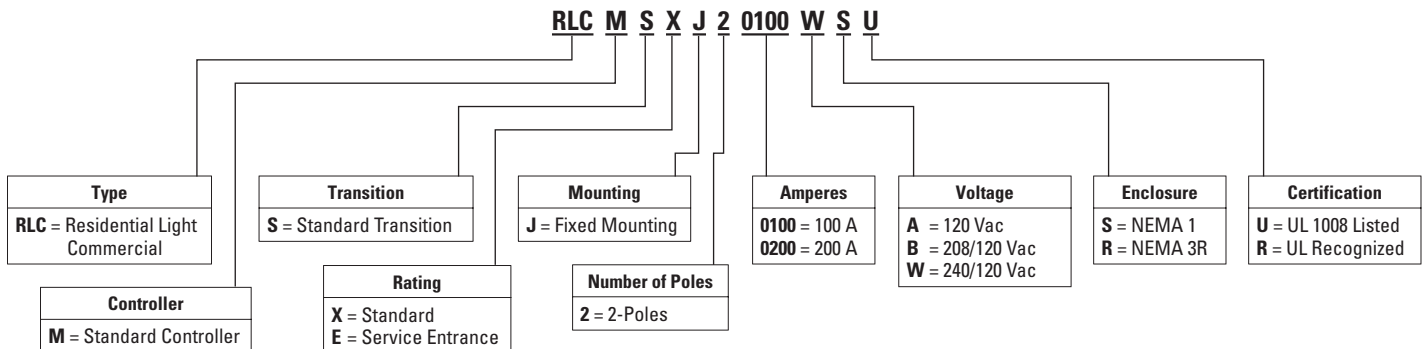 RLC M S X J 2 0100 W S U
Type
RLC = Residential Light
Commercial
Controller
M = Standard Controller
Transition
S = Standard Transition
Rating
X = Standard
E = Service Entrance
Mounting
J = Fixed Mounting
Number of Poles
2 = 2-Poles
Amperes
0100 = 100 A
0200 = 200 A
Voltage
A = 120 Vac
B = 208/120 Vac
W = 240/120 Vac
Enclosure
S = NEMA 1
R = NEMA 3R
Certification
U = UL 1008 Listed
R = UL Recognized